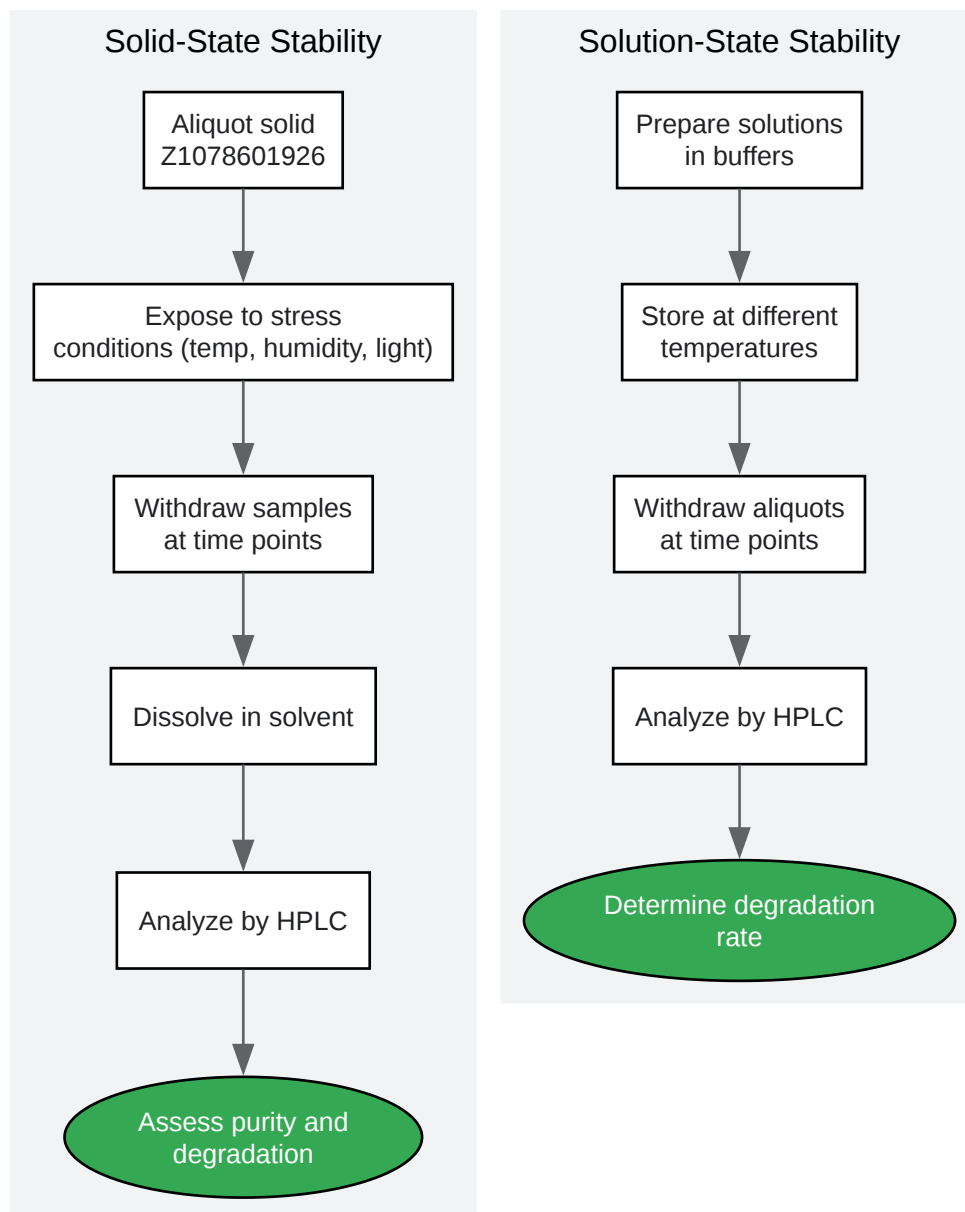 Solid-State Stability
Aliquot solid
Z1078601926
Expose to stress
conditions (temp, humidity, light)
Withdraw samples
at time points
Dissolve in solvent
Analyze by HPLC
Assess purity and
degradation
Solution-State Stability
Prepare solutions
in buffers
Store at different
temperatures
Withdraw aliquots
at time points
Analyze by HPLC
Determine degradation
rate